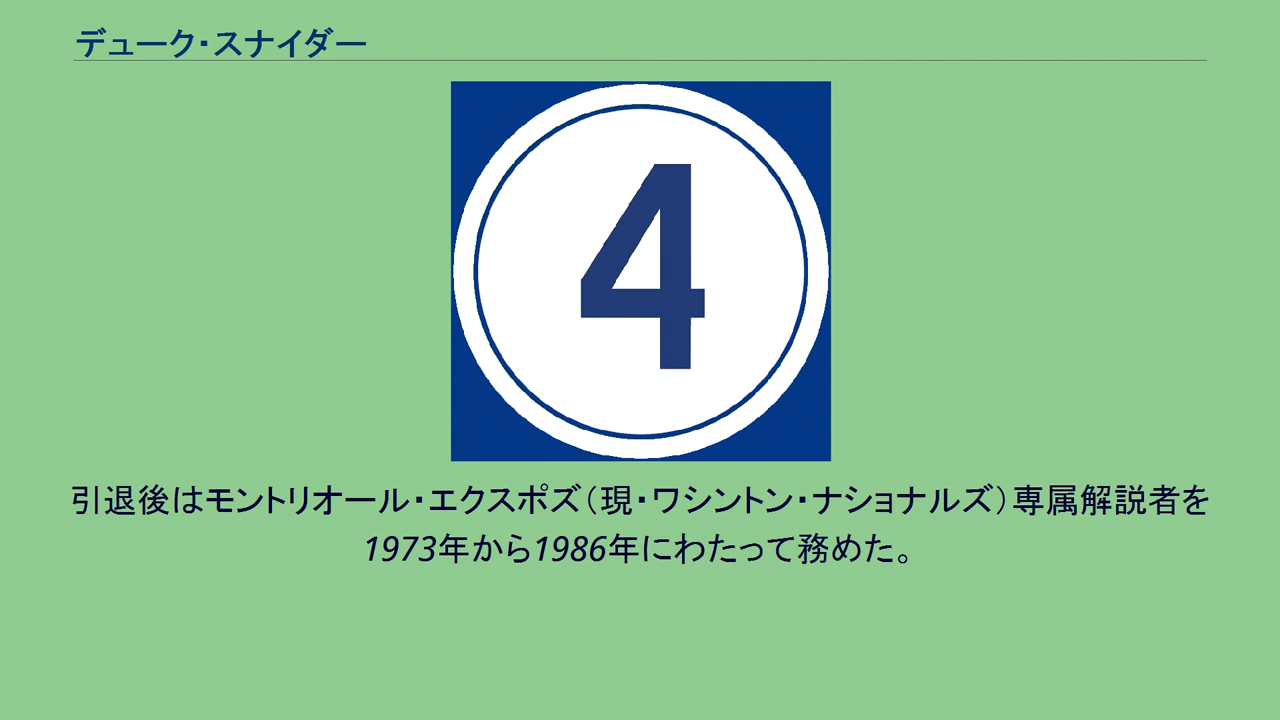 デューク・スナイダー
4
引退後はモントリオール・エクスポズ（現・ワシントン・ナショナルズ）専属解説者を
1973年から1986年にわたって務めた。